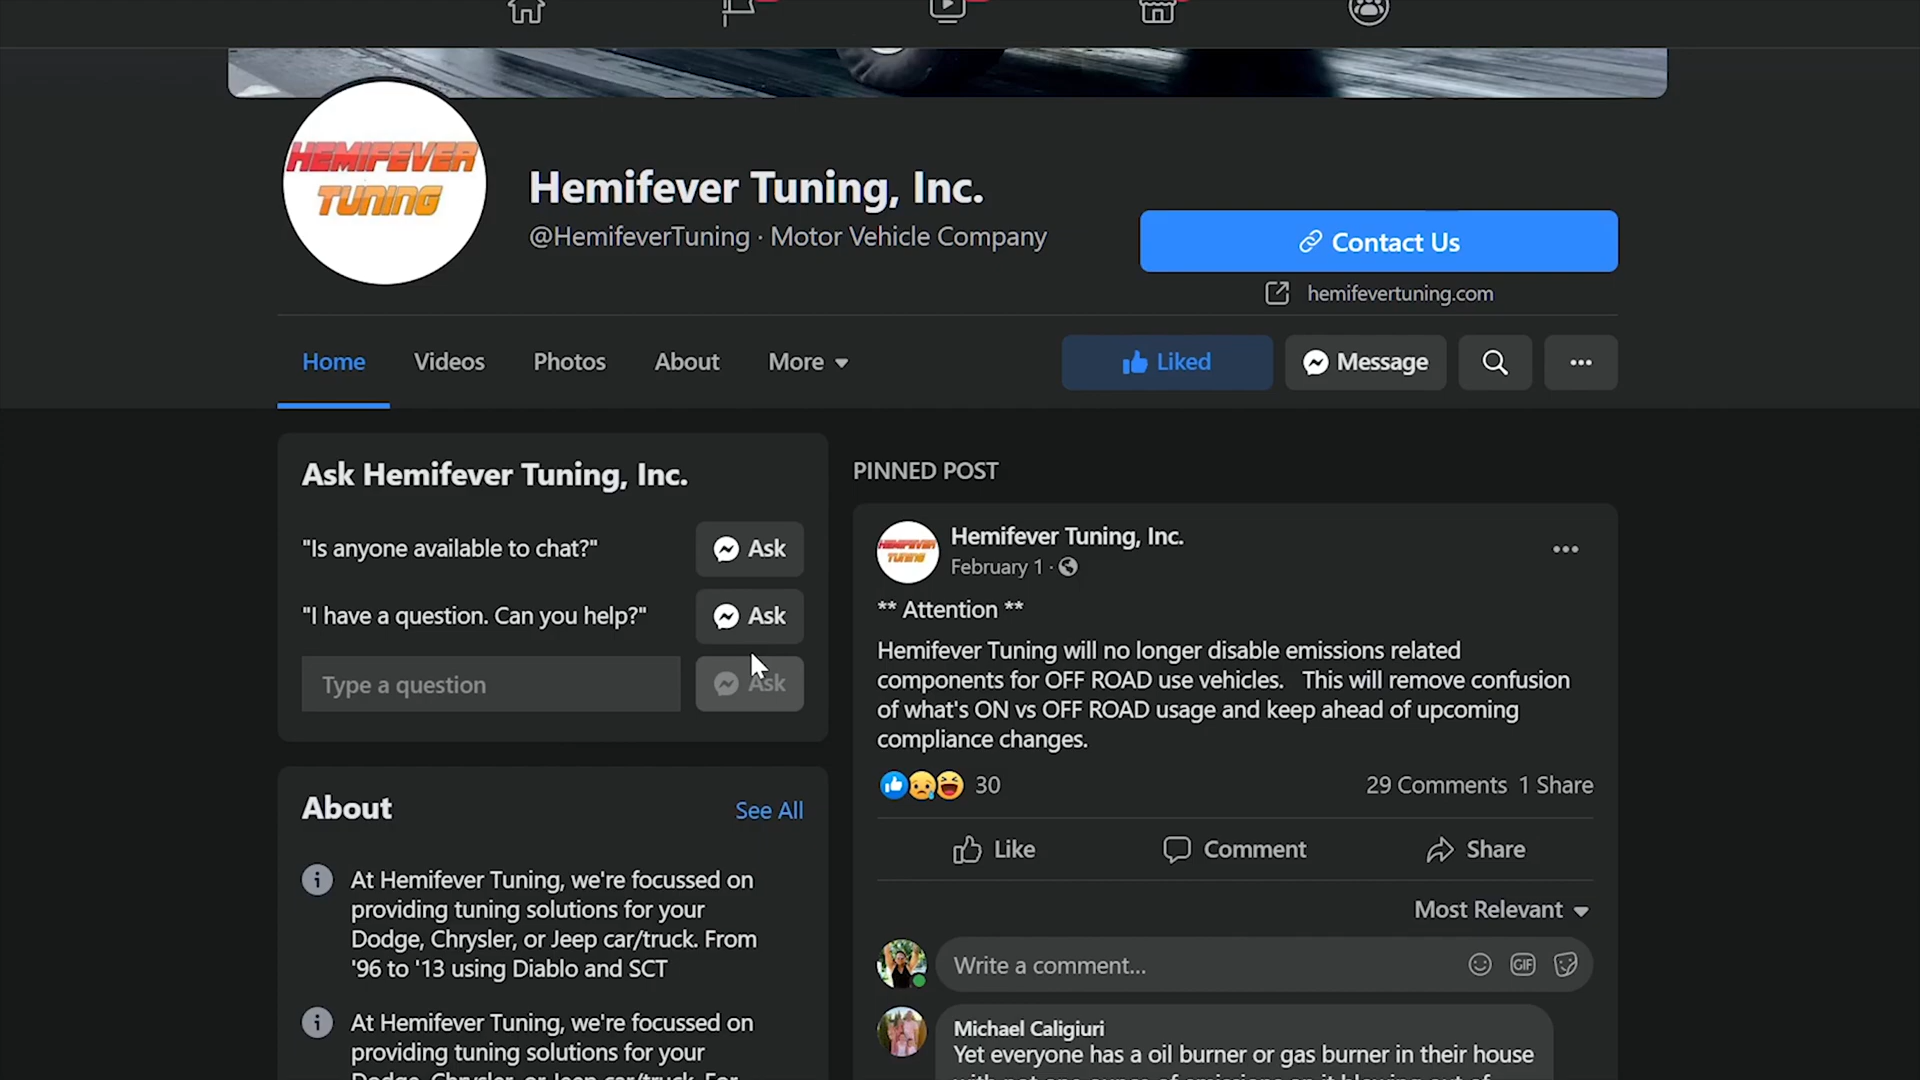 HEMIFEVER
TUNING
Hemifever Tuning, Inc.
@HemifeverTuning · Motor Vehicle Company
Contact Us
hemifevertuning.com
Home
Videos
Photos
About
More
Liked
Message
Ask Hemifever Tuning, Inc.
"Is anyone available to chat?"
Ask
"I have a question. Can you help?"
Ask
Type a question
Ask
About
See All
At Hemifever Tuning, we're focussed on
providing tuning solutions for your
Dodge, Chrysler, or Jeep car/truck. From
'96 to '13 using Diablo and SCT
At Hemifever Tuning, we're focussed on
providing tuning solutions for your
PINNED POST
HEMIFEVER
TUNING
Hemifever Tuning, Inc.
February 1 ·
** Attention **
Hemifever Tuning will no longer disable emissions related
components for OFF ROAD use vehicles.   This will remove confusion
of what's ON vs OFF ROAD usage and keep ahead of upcoming
compliance changes.
30
29 Comments 1 Share
Like
Comment
Share
Most Relevant
Write a comment...
GIF
Michael Caligiuri
Yet everyone has a oil burner or gas burner in their house